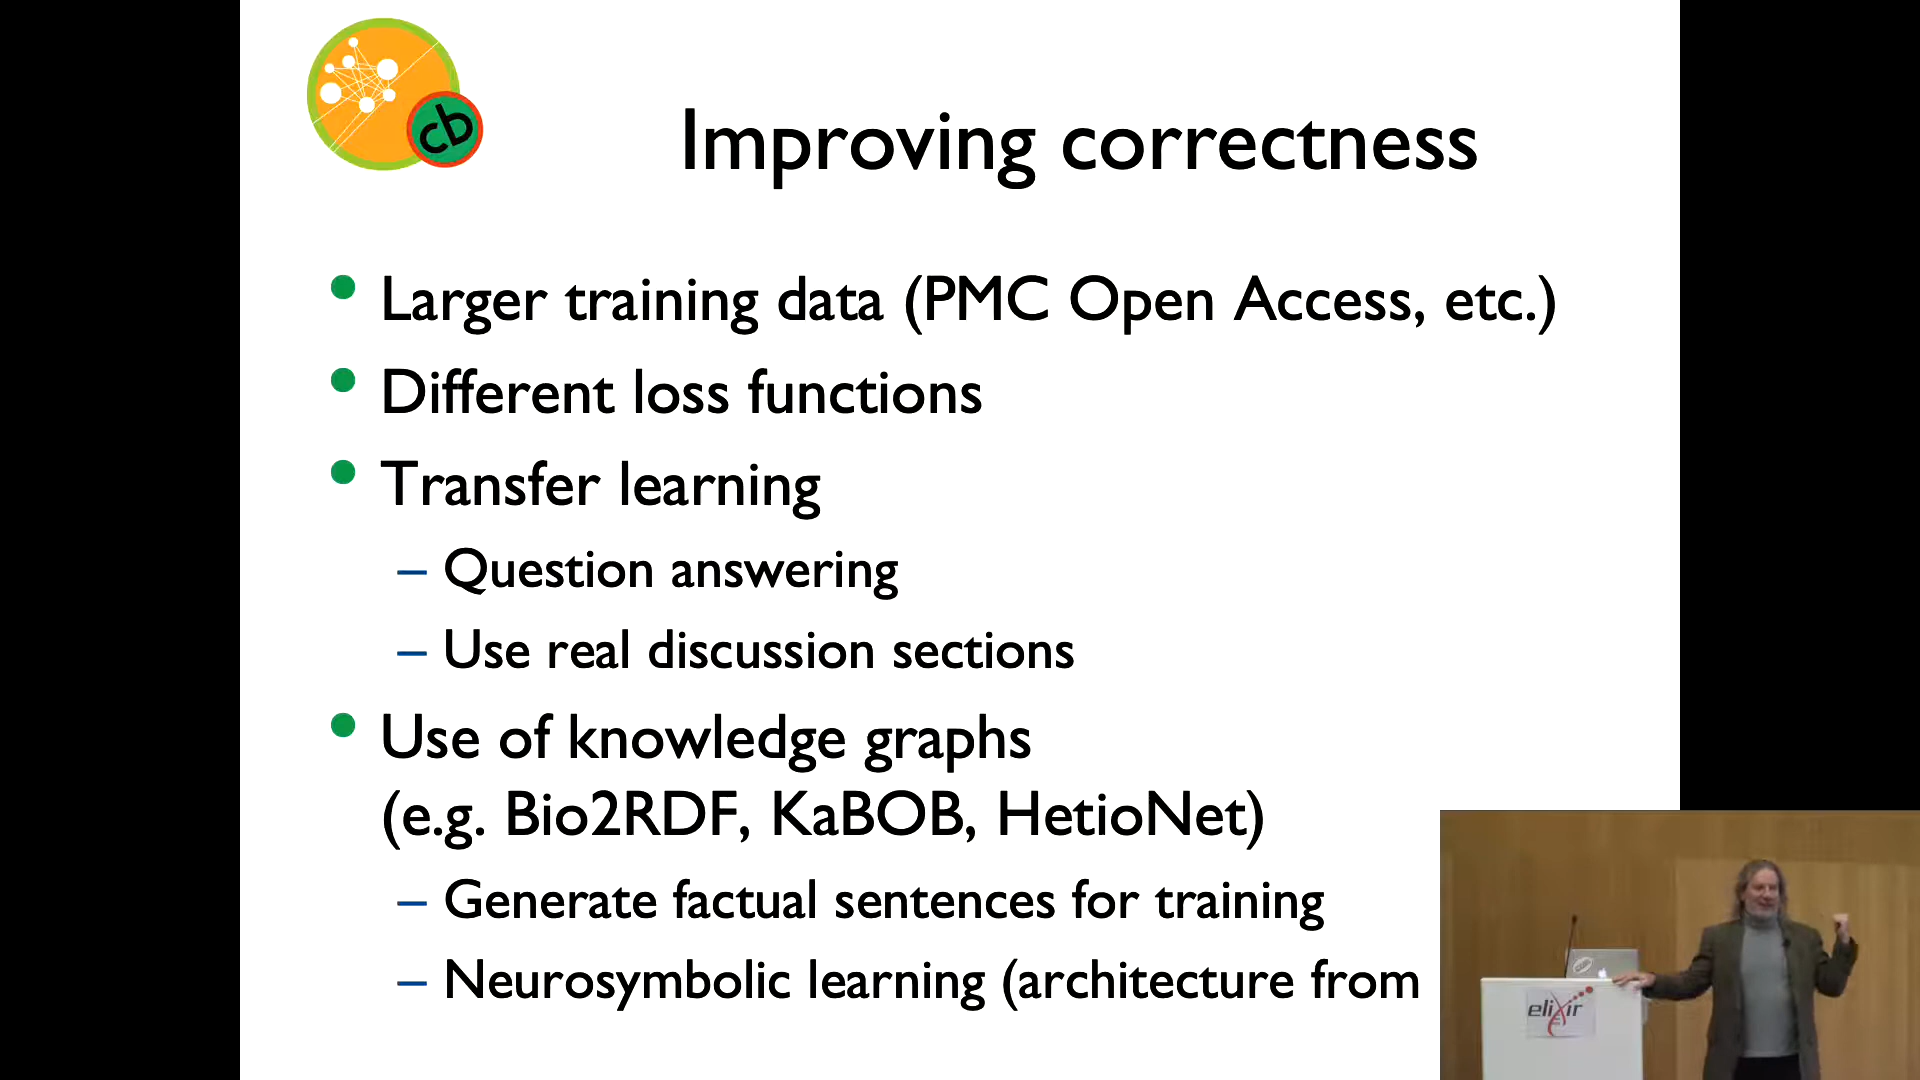 cb
Improving correctness
• Larger training data (PMC Open Access, etc.)
• Different loss functions
• Transfer learning
– Question answering
– Use real discussion sections
• Use of knowledge graphs
(e.g. Bio2RDF, KaBOB, HetioNet)
– Generate factual sentences for training
– Neurosymbolic learning (architecture from
elixir